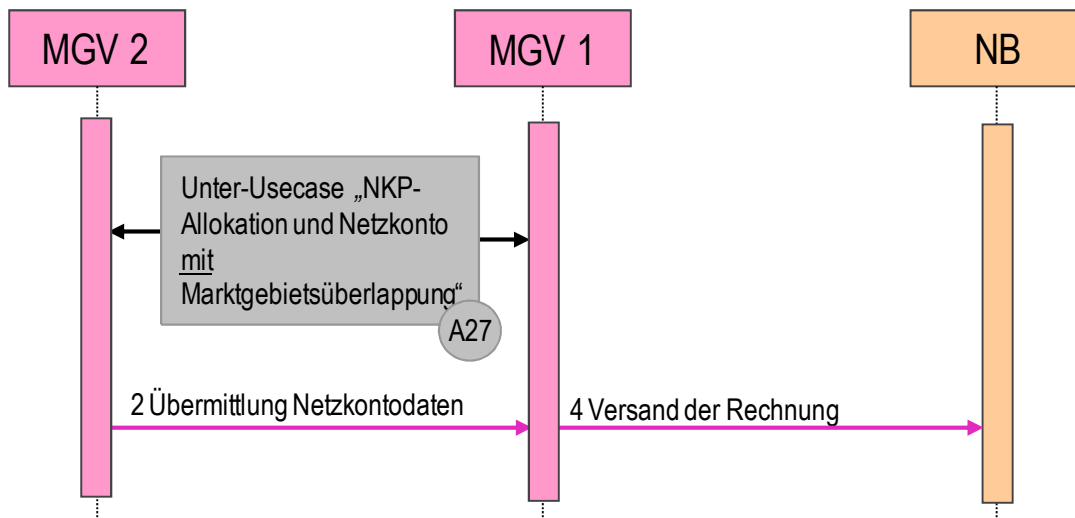 MGV 2
MGV 1
NB
Unter-Usecase „NKP-
Allokation und Netzkonto
mit
Marktgebietsüberlappung“
A27
2 Übermittlung Netzkontodaten
4 Versand der Rechnung